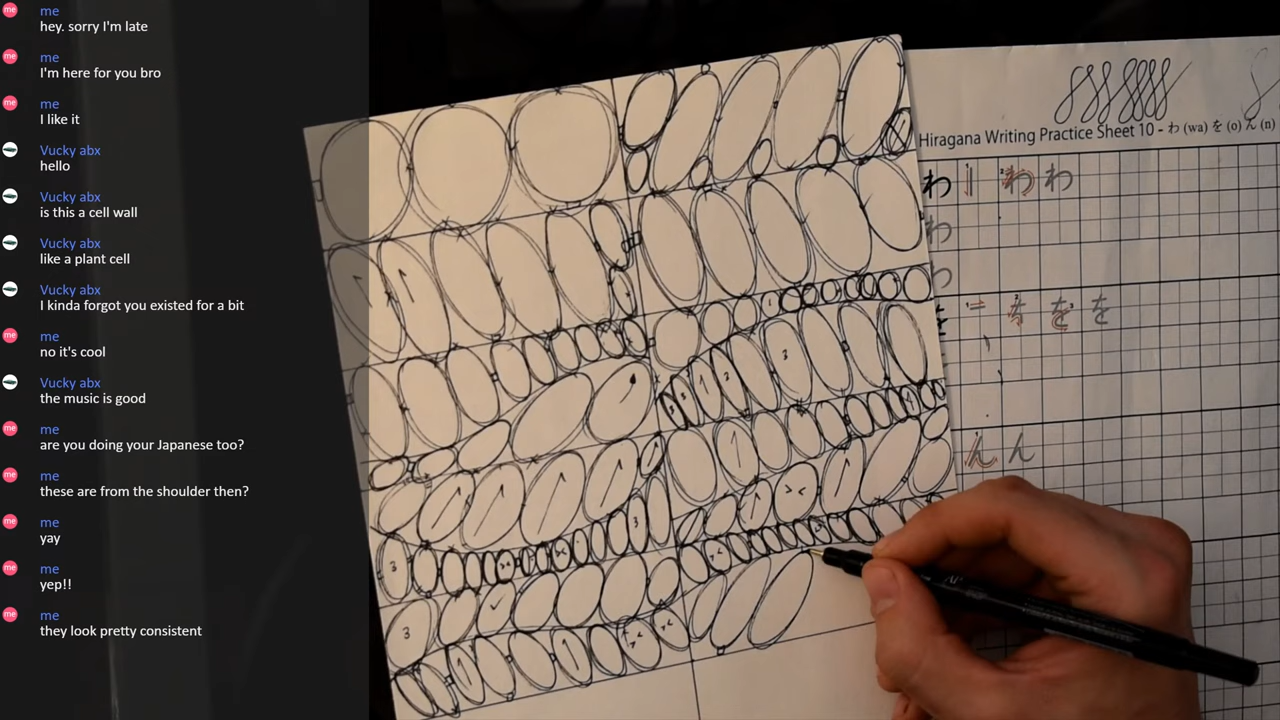 me
hey. sorry I'm late
me
I'm here for you bro
me
I like it
Vucky abx
hello
Vucky abx
is this a cell wall
Vucky abx
like a plant cell
Vucky abx
I kinda forgot you existed for a bit
me
no it's cool
Vucky abx
the music is good
me
are you doing your Japanese too?
me
these are from the shoulder then?
me
yay
me
yep!!
me
they look pretty consistent
Hiragana Writing Practice Sheet 10 - わ (wa) を (o) ん (n)
わ わ わ
わ
を を を
ん ん